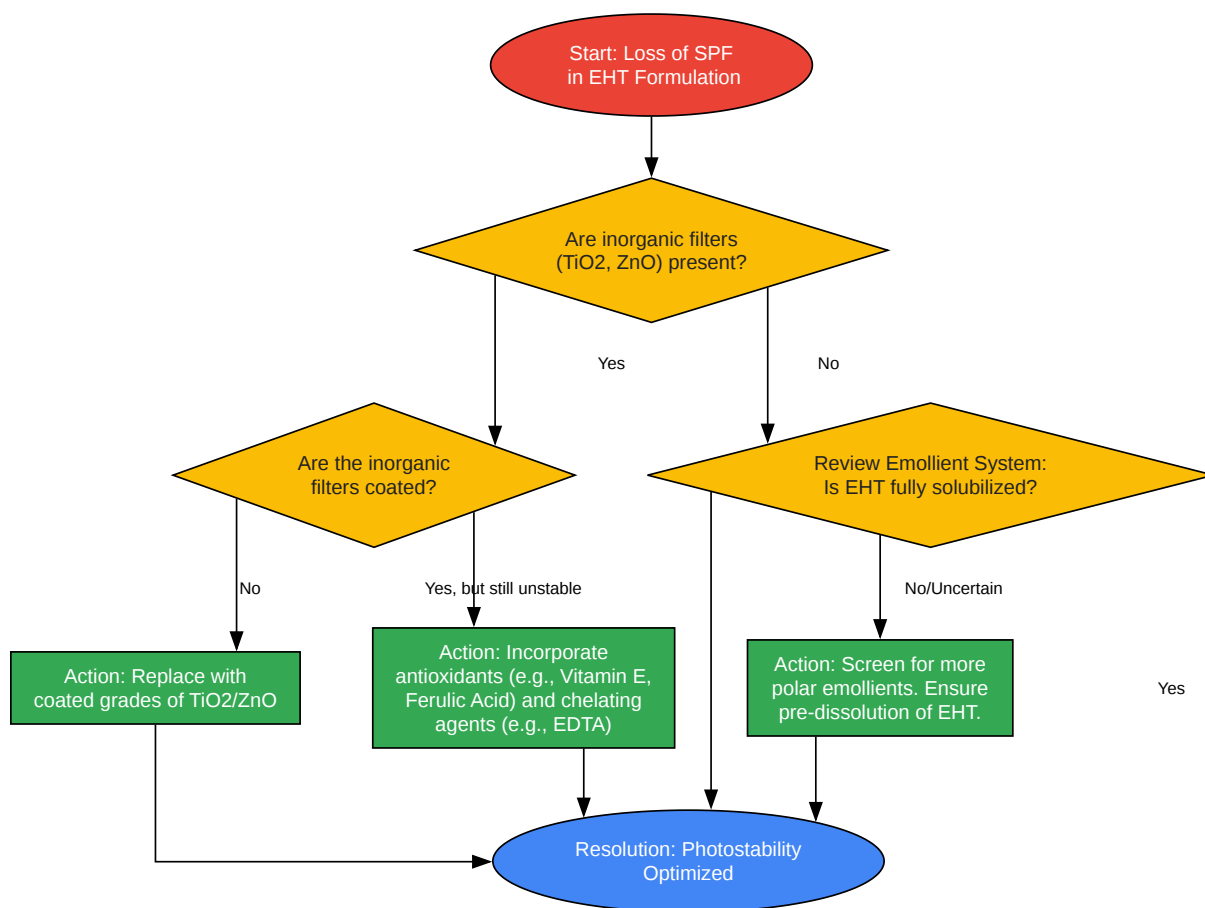 Start: Loss of SPF
in EHT Formulation
Are inorganic filters
(TiO2, ZnO) present?
Yes
No
Are the inorganic
filters coated?
Review Emollient System:
Is EHT fully solubilized?
No
Yes, but still unstable
No/Uncertain
Yes
Action: Replace with
coated grades of TiO2/ZnO
Action: Incorporate
antioxidants (e.g., Vitamin E,
Ferulic Acid) and chelating
agents (e.g., EDTA)
Action: Screen for more
polar emollients. Ensure
pre-dissolution of EHT.
Resolution: Photostability
Optimized